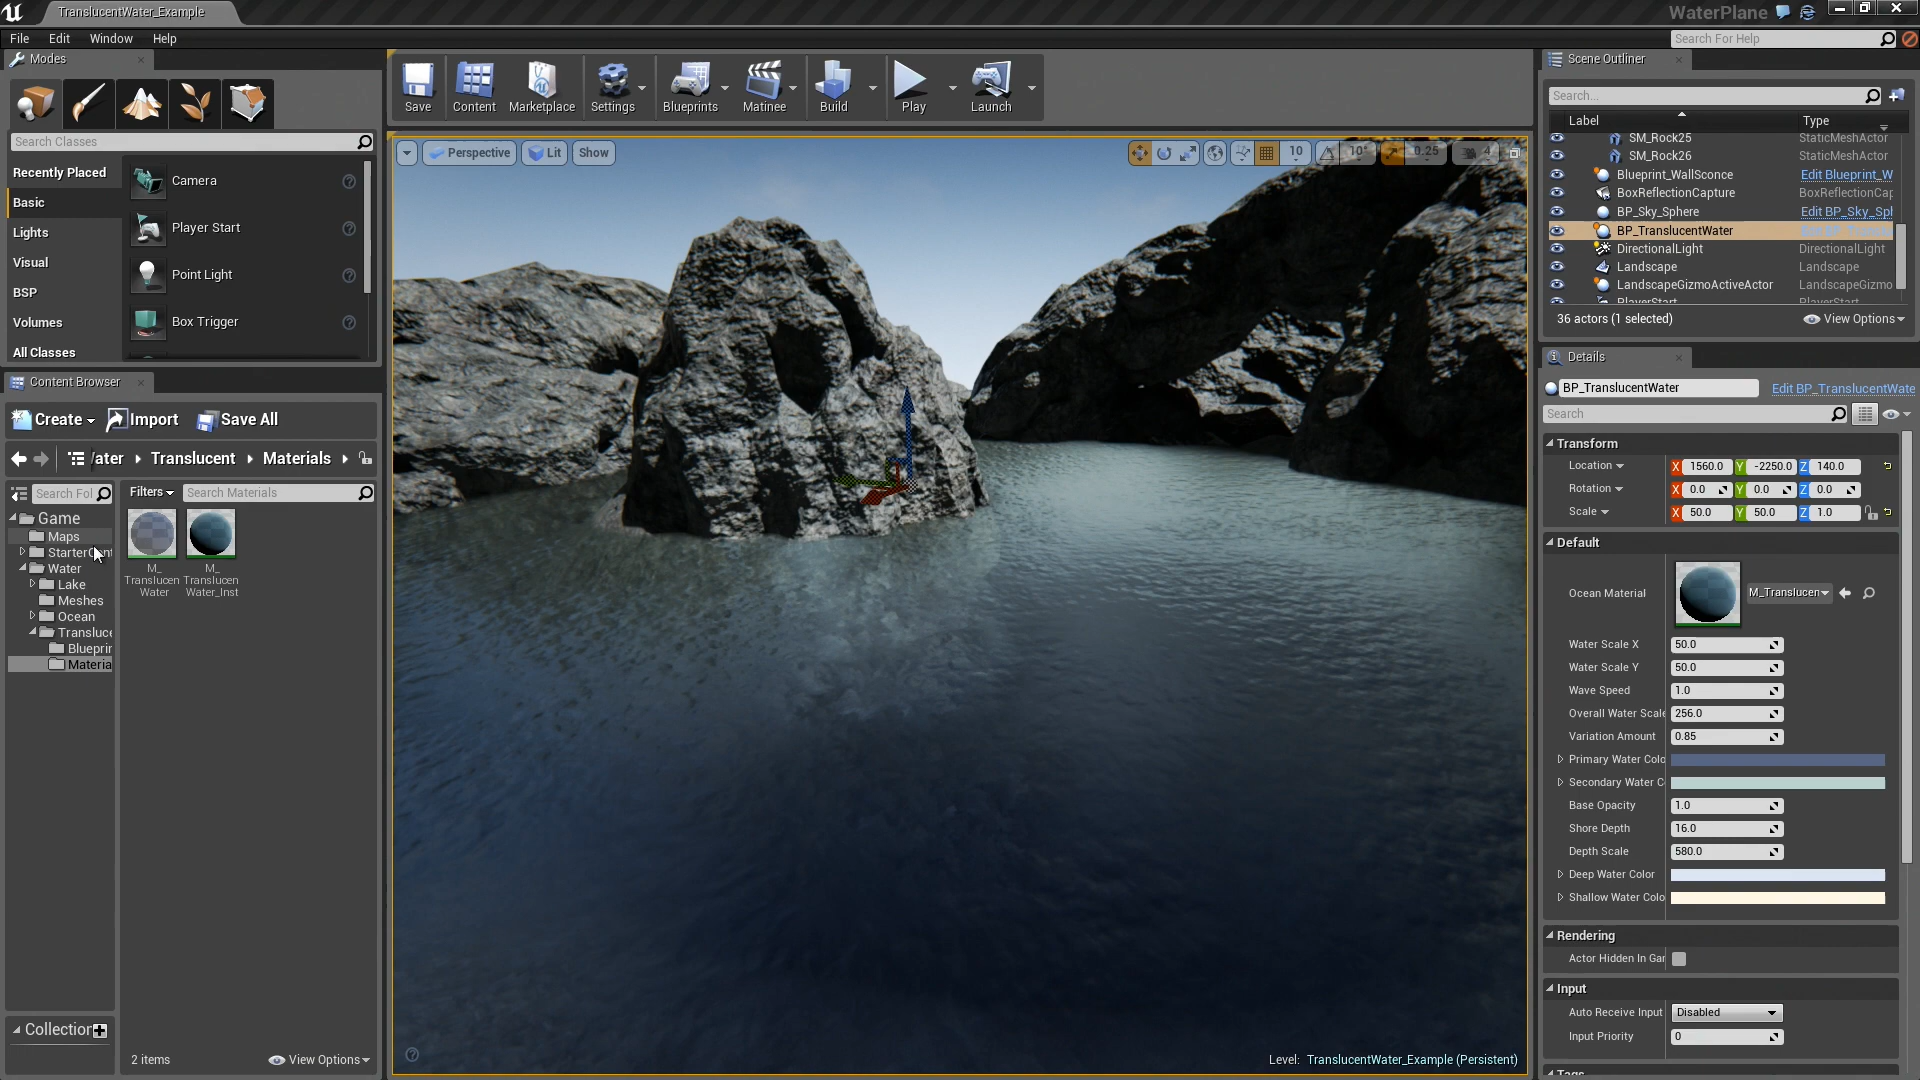 TranslucentWater_Example
WaterPlane
File Edit Window Help
Search For Help
Modes
Search Classes
Recently Placed
Basic
Lights
Visual
BSP
Volumes
All Classes
Camera
Player Start
Point Light
Box Trigger
Content Browser
Create Import Save All
/ater Translucent Materials
Search Fol
Filters
Search Materials
Game
Maps
StarterCont
Water
Lake
Meshes
Ocean
Transluce
Blueprin
Materia
M_
Translucen
Water
M_
Translucen
Water_Inst
Collection
2 items
View Options
Save
Content
Marketplace
Settings
Blueprints
Matinee
Build
Play
Launch
Perspective
Lit
Show
10
10°
0.25
4
Level: TranslucentWater_Example (Persistent)
Scene Outliner
Search...
Label Type
SM_Rock25 StaticMeshActor
SM_Rock26 StaticMeshActor
Blueprint_WallSconce Edit Blueprint_W
BoxReflectionCapture BoxReflectionCap
BP_Sky_Sphere Edit BP_Sky_Sph
BP_TranslucentWater
DirectionalLight DirectionalLight
Landscape Landscape
LandscapeGizmoActiveActor LandscapeGizmo
PlayerStart PlayerStart
36 actors (1 selected)
View Options
Details
BP_TranslucentWater
Edit BP_TranslucentWate
Search
Transform
Location X 1560.0 Y -2250.0 Z 140.0
Rotation X 0.0 Y 0.0 Z 0.0
Scale X 50.0 Y 50.0 Z 1.0
Default
Ocean Material M_Translucen
Water Scale X 50.0
Water Scale Y 50.0
Wave Speed 1.0
Overall Water Scale 256.0
Variation Amount 0.85
Primary Water Colo
Secondary Water C
Base Opacity 1.0
Shore Depth 16.0
Depth Scale 580.0
Deep Water Color
Shallow Water Colo
Rendering
Actor Hidden In Gar
Input
Auto Receive Input Disabled
Input Priority 0
Tags